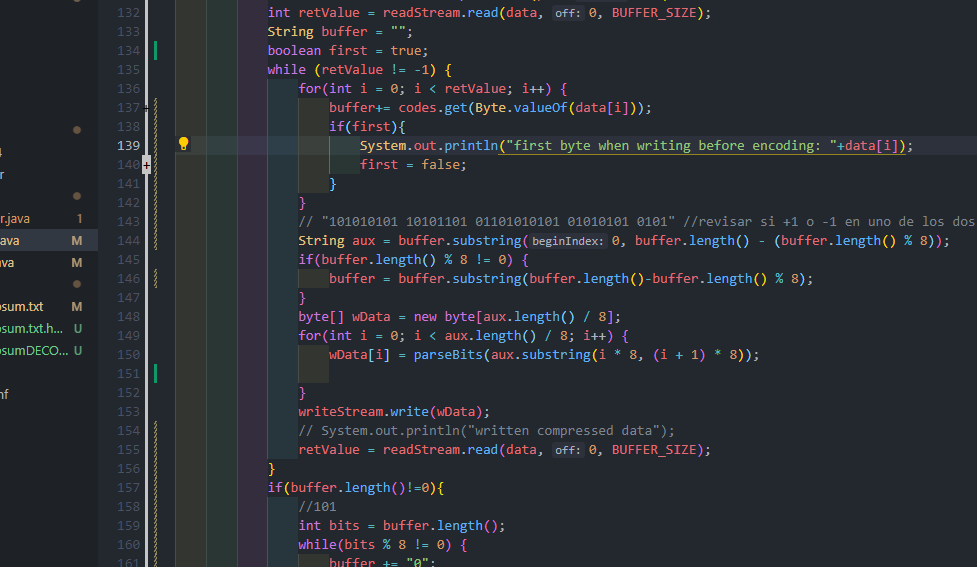 132 int retValue = readStream.read(data, off: 0, BUFFER_SIZE);
133 String buffer = "";
134 boolean first = true;
135 while (retValue != -1) {
136 for(int i = 0; i < retValue; i++) {
137 buffer+= codes.get(Byte.valueOf(data[i]));
138 if(first){
139 System.out.println("first byte when writing before encoding: "+data[i]);
140 first = false;
141 }
142 }
143 // "101010101 10101101 01101010101 01010101 0101" //revisar si +1 o -1 en uno de los dos
144 String aux = buffer.substring(beginIndex: 0, buffer.length() - (buffer.length() % 8));
145 if(buffer.length() % 8 != 0) {
146 buffer = buffer.substring(buffer.length()-buffer.length() % 8);
147 }
148 byte[] wData = new byte[aux.length() / 8];
149 for(int i = 0; i < aux.length() / 8; i++) {
150 wData[i] = parseBits(aux.substring(i * 8, (i + 1) * 8));
151
152 }
153 writeStream.write(wData);
154 // System.out.println("written compressed data");
155 retValue = readStream.read(data, off: 0, BUFFER_SIZE);
156 }
157 if(buffer.length()!=0){
158 //101
159 int bits = buffer.length();
160 while(bits % 8 != 0) {
161 buffer += "0";
r
r.java 1
ava M
va M
sum.txt M
sum.txt.h... U
sumDECO... U
nf